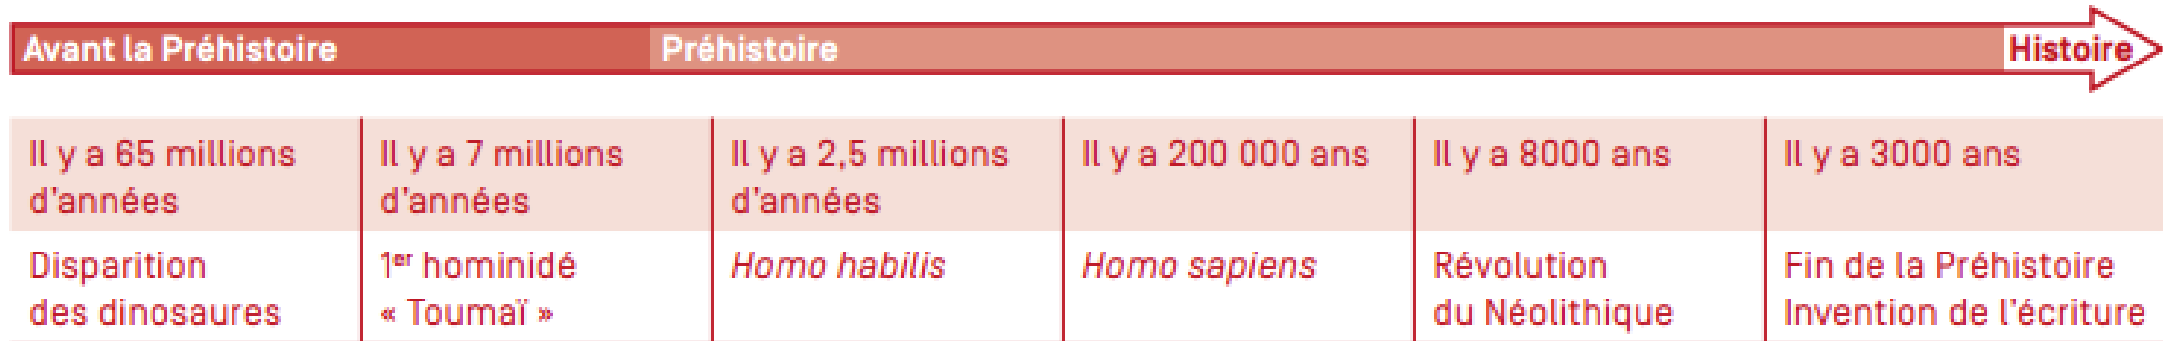 Avant la Préhistoire Préhistoire Histoire
Il y a 65 millions
d'années
Il y a 7 millions
d'années
Il y a 2,5 millions
d'années
Il y a 200 000 ans
Il y a 8000 ans
Il y a 3000 ans
Disparition
des dinosaures
1er hominidé
« Toumaï »
Homo habilis
Homo sapiens
Révolution
du Néolithique
Fin de la Préhistoire
Invention de l'écriture